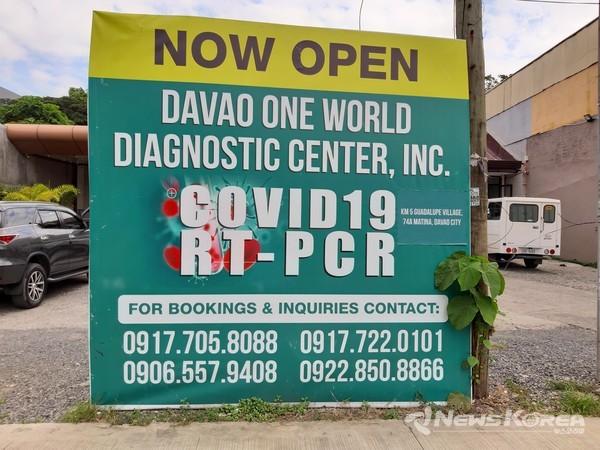 NOW OPEN
DAVAO ONE WORLD
DIAGNOSTIC CENTER, INC.
COVID19
RT-PCR
KM 5 GUADALUPE VILLAGE,
74A MATINA, DAVAO CITY
FOR BOOKINGS & INQUIRIES CONTACT:
0917.705.8088 0917.722.0101
0906.557.9408 0922.850.8866
NewsKorea